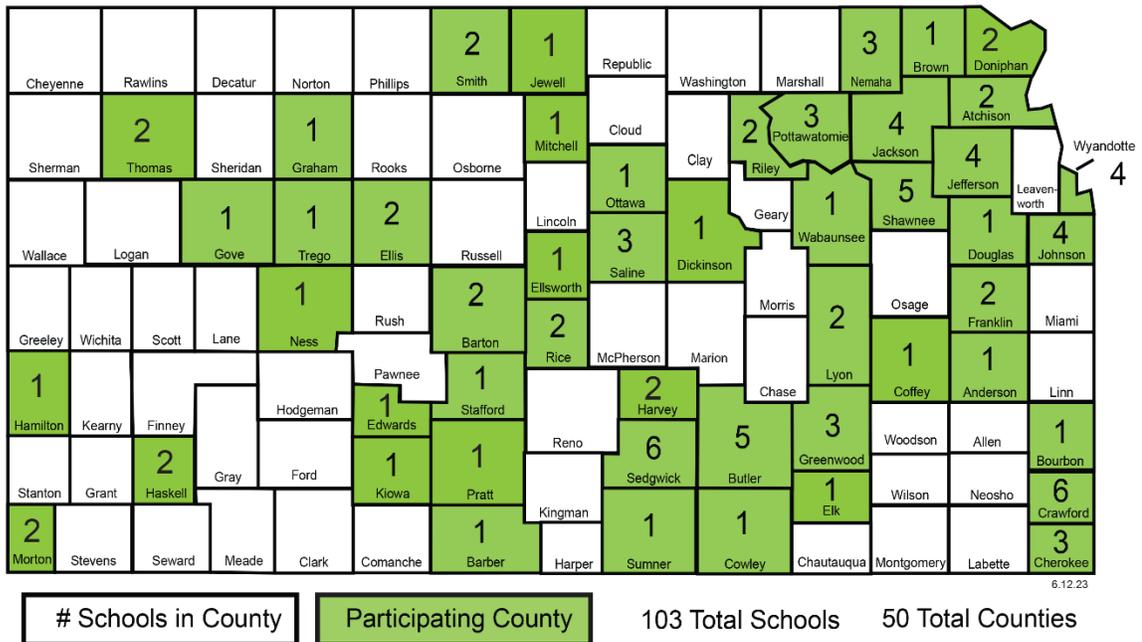 2
1
Republic
3
1
2
Cheyenne
Rawlins
Decatur
Norton
Phillips
Smith
Jewell
Washington
Marshall
Nemaha
Brown
Doniphan
2
1
1
Cloud
2
3
4
2
Atchison
Sherman
Thomas
Sheridan
Graham
Rooks
Osborne
Mitchell
Clay
Riley
Pottawatomie
Jackson
4
Jefferson
Leaven-
worth
Wyandotte
4
1
1
2
Lincoln
1
Ottawa
1
Geary
1
5
Shawnee
1
4
Wallace
Logan
Gove
Trego
Ellis
Russell
3
Saline
Dickinson
Wabaunsee
Douglas
Johnson
1
2
1
Ellsworth
Greeley
Wichita
Scott
Lane
Ness
Rush
Barton
2
Rice
McPherson
Marion
Morris
2
Lyon
Osage
2
Franklin
Miami
1
Hamilton
Kearny
Finney
Hodgeman
Pawnee
1
Edwards
1
Stafford
2
Harvey
Chase
1
Coffey
1
Anderson
Linn
Stanton
Grant
2
Haskell
Gray
Ford
1
Kiowa
1
Pratt
Reno
6
Sedgwick
5
Butler
3
Greenwood
Woodson
Allen
1
Bourbon
2
Morton
Stevens
Seward
Meade
Clark
Comanche
1
Barber
Kingman
Harper
1
Sumner
1
Cowley
1
Elk
Chautauqua
Wilson
Neosho
Montgomery
Labette
6
Crawford
3
Cherokee
6.12.23
# Schools in County
Participating County
103 Total Schools
50 Total Counties